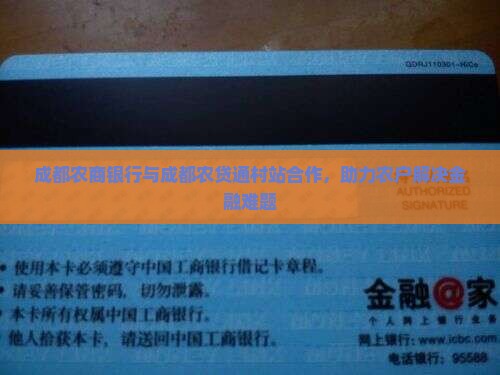 GDRJ110301-HiCo
成都农商银行与成都农贷通村站合作，助力农户解决金
融难题
AUTHORIZED
SIGNATURE
使用本卡必须遵守中国工商银行借记卡章程。
请妥善保管密码，切勿泄露。
本卡所有权属中国工商银行。
他人拾获本卡，请送回中国工商银行。
金融@家
个人网上银行业务
网上银行：www.icbc.com
电话银行：95588